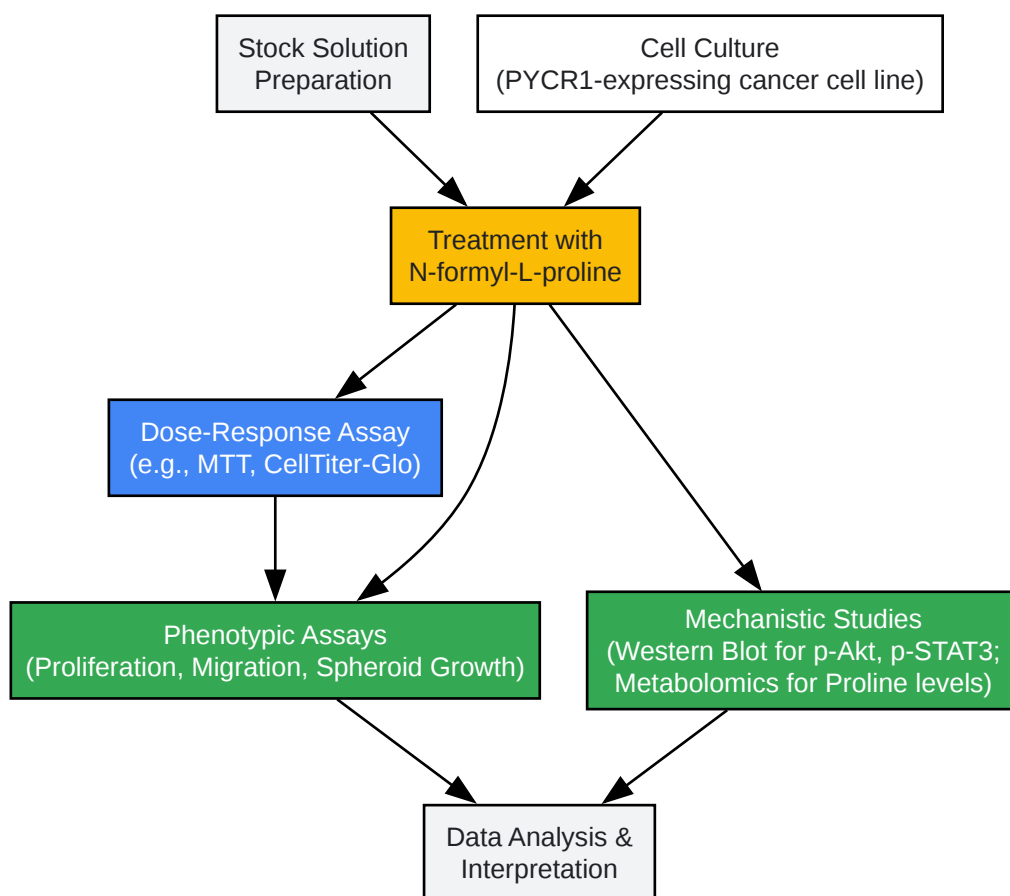 Stock Solution
Preparation
Cell Culture
(PYCR1-expressing cancer cell line)
Treatment with
N-formyl-L-proline
Dose-Response Assay
(e.g., MTT, CellTiter-Glo)
Phenotypic Assays
(Proliferation, Migration, Spheroid Growth)
Mechanistic Studies
(Western Blot for p-Akt, p-STAT3;
Metabolomics for Proline levels)
Data Analysis &
Interpretation